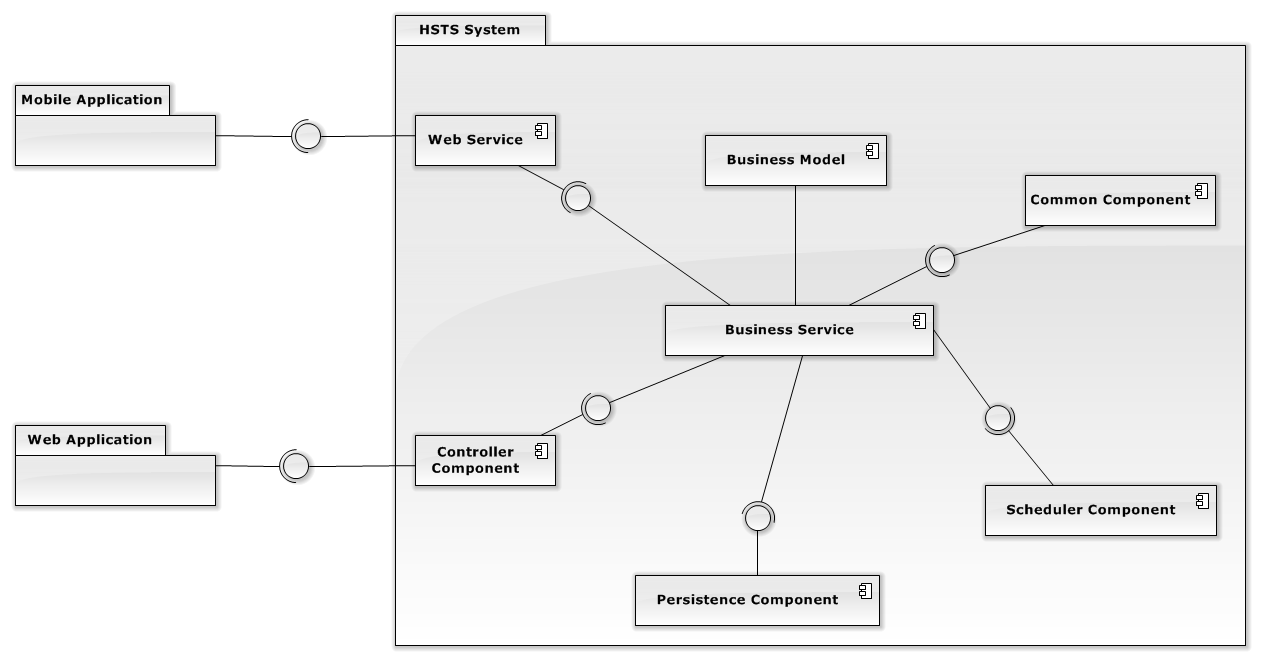 HSTS System
Mobile Application
Web Service
Business Model
Common Component
Business Service
Web Application
Controller
Component
Scheduler Component
Persistence Component